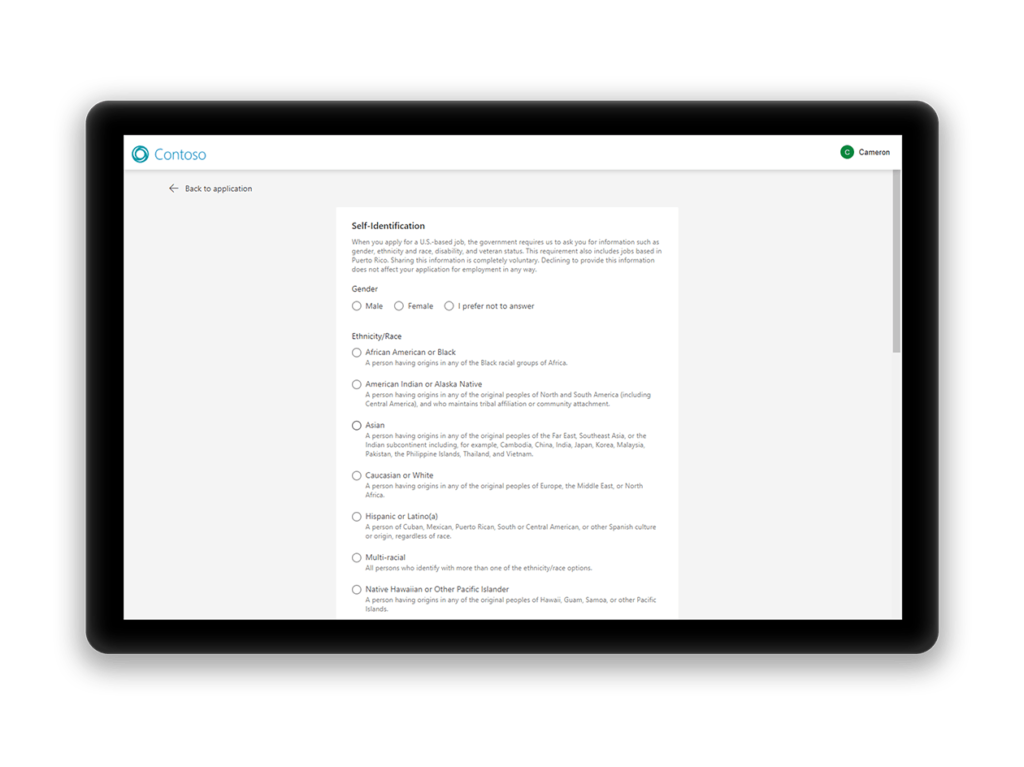 Contoso
C Cameron
Back to application
Self-Identification
When you apply for a U.S.-based job, the government requires us to ask you for information such as
gender, ethnicity and race, disability, and veteran status. This requirement also includes jobs based in
Puerto Rico. Sharing this information is completely voluntary. Declining to provide this information
does not affect your application for employment in any way.
Gender
Male Female I prefer not to answer
Ethnicity/Race
African American or Black
A person having origins in any of the Black racial groups of Africa.
American Indian or Alaska Native
A person having origins in any of the original peoples of North and South America (including
Central America), and who maintains tribal affiliation or community attachment.
Asian
A person having origins in any of the original peoples of the Far East, Southeast Asia, or the
Indian subcontinent including, for example, Cambodia, China, India, Japan, Korea, Malaysia,
Pakistan, the Philippine Islands, Thailand, and Vietnam.
Caucasian or White
A person having origins in any of the original peoples of Europe, the Middle East, or North
Africa.
Hispanic or Latino(a)
A person of Cuban, Mexican, Puerto Rican, South or Central American, or other Spanish culture
or origin, regardless of race.
Multi-racial
All persons who identify with more than one of the ethnicity/race options.
Native Hawaiian or Other Pacific Islander
A person having origins in any of the original peoples of Hawaii, Guam, Samoa, or other Pacific
Islands.